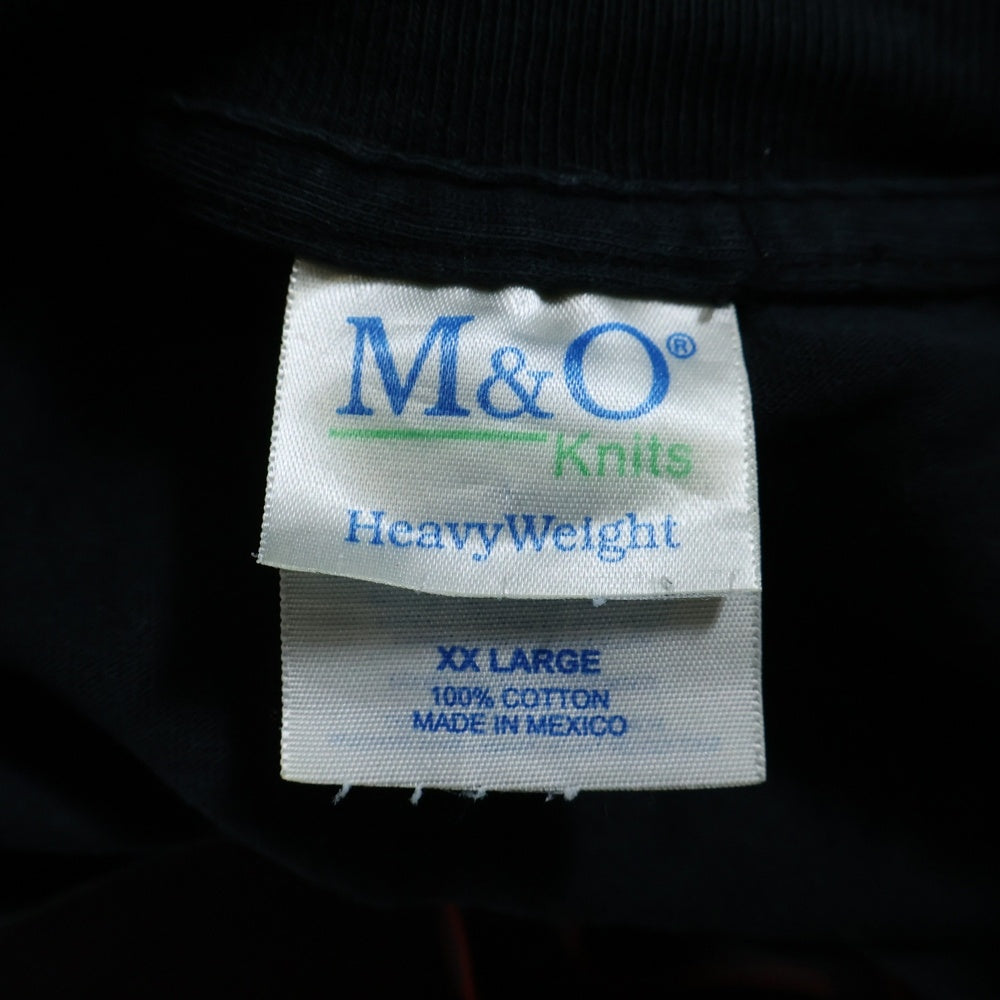 M&O®
Knits
HeavyWeight
XX LARGE
100% COTTON
MADE IN MEXICO